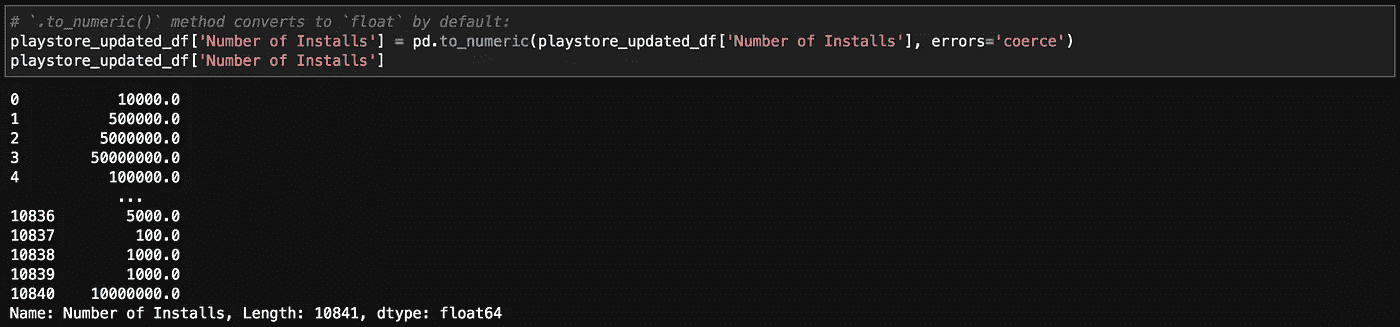 # `.to_numeric()` method converts to `float` by default:
playstore_updated_df['Number of Installs'] = pd.to_numeric(playstore_updated_df['Number of Installs'], errors='coerce')
playstore_updated_df['Number of Installs']
0 10000.0
1 500000.0
2 5000000.0
3 50000000.0
4 100000.0
...
10836 5000.0
10837 100.0
10838 1000.0
10839 1000.0
10840 10000000.0
Name: Number of Installs, Length: 10841, dtype: float64